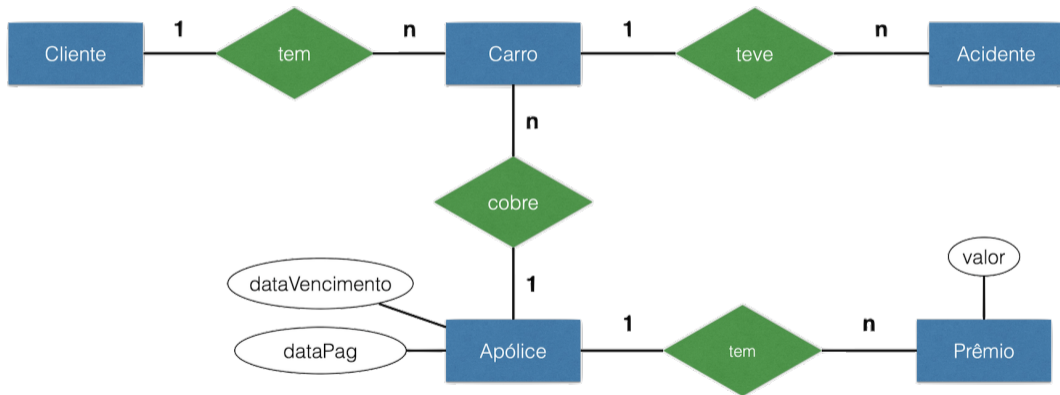 1 n 1 n
Cliente tem Carro teve Acidente
n
cobre
dataVencimento 1 valor
1 n
dataPag Apólice tem Prêmio